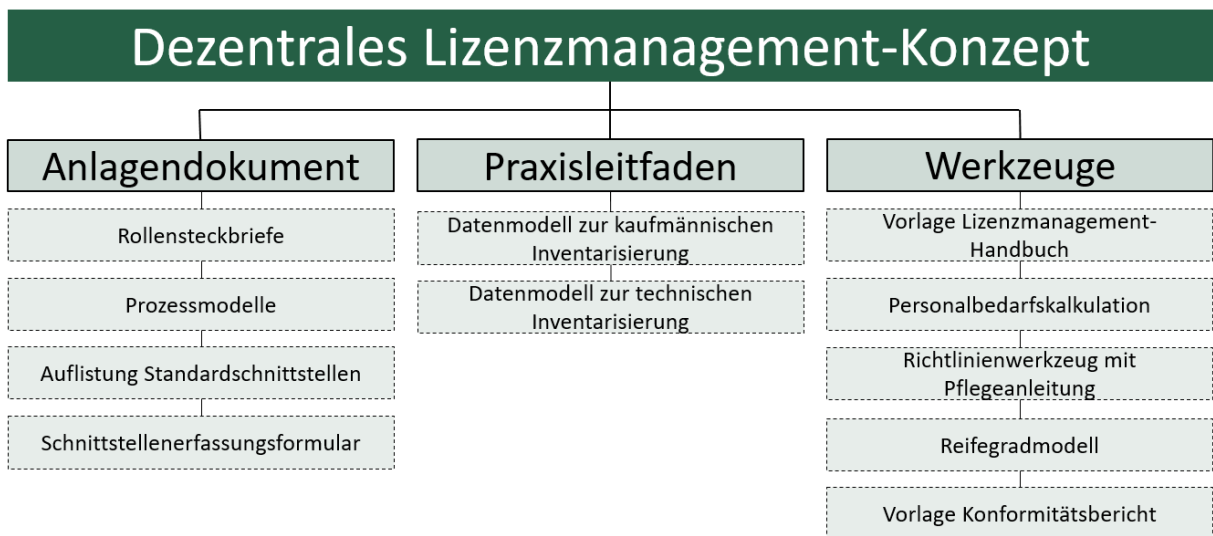 Dezentrales Lizenzmanagement-Konzept
Anlagendokument
Rollensteckbriefe
Prozessmodelle
Auflistung Standardschnittstellen
Schnittstellenerfassungsformular
Praxisleitfaden
Datenmodell zur kaufmännischen
Inventarisierung
Datenmodell zur technischen
Inventarisierung
Werkzeuge
Vorlage Lizenzmanagement-
Handbuch
Personalbedarfskalkulation
Richtlinienwerkzeug mit
Pflegeanleitung
Reifegradmodell
Vorlage Konformitätsbericht